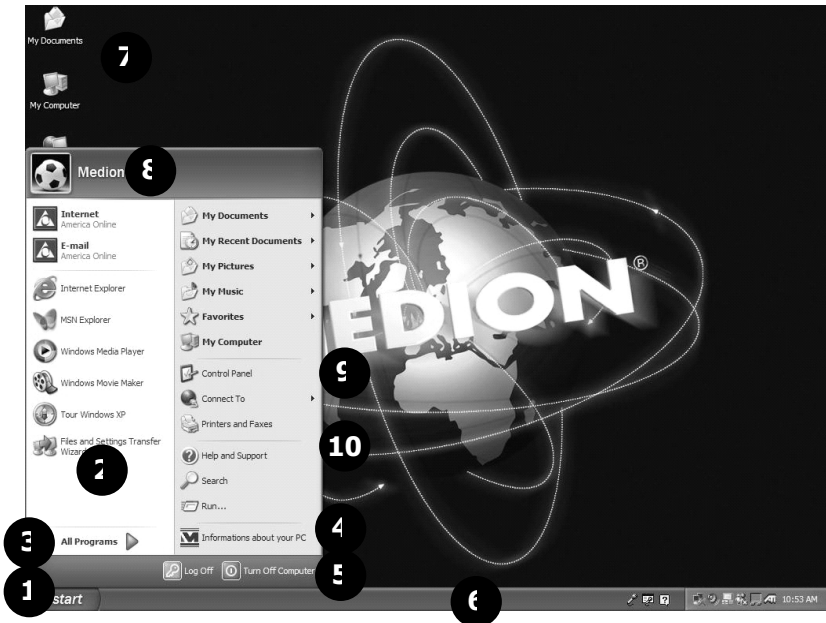 My Documents
7
My Computer
Medion
8
Internet
America Online
E-mail
America Online
Internet Explorer
MSN Explorer
Windows Media Player
Windows Movie Maker
Tour Windows XP
Files and Settings Transfer
Wizard
2
3
All Programs
My Documents
My Recent Documents
My Pictures
My Music
Favorites
My Computer
Control Panel
9
Connect To
Printers and Faxes
10
Help and Support
Search
Run...
Informations about your PC
4
Log Off
Turn Off Computer
5
EDION®
1
start
6
ATI
10:53 AM